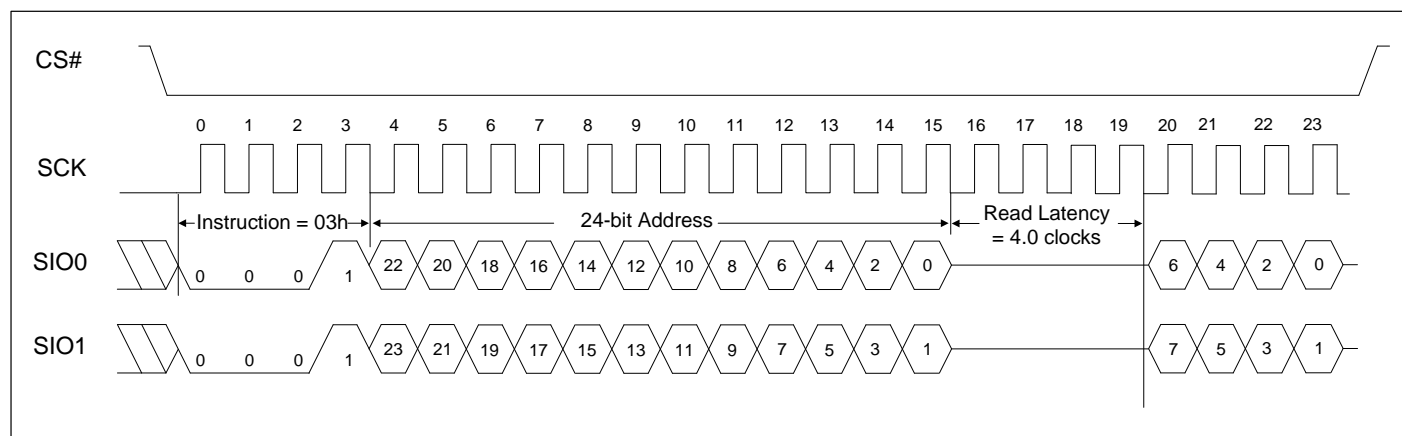 CS#
0 1 2 3 4 5 6 7 8 9 10 11 12 13 14 15 16 17 18 19 20 21 22 23
SCK
Instruction = 03h 24-bit Address Read Latency
= 4.0 clocks
SIO0 0 0 0 1 22 20 18 16 14 12 10 8 6 4 2 0 6 4 2 0
SIO1 0 0 0 1 23 21 19 17 15 13 11 9 7 5 3 1 7 5 3 1